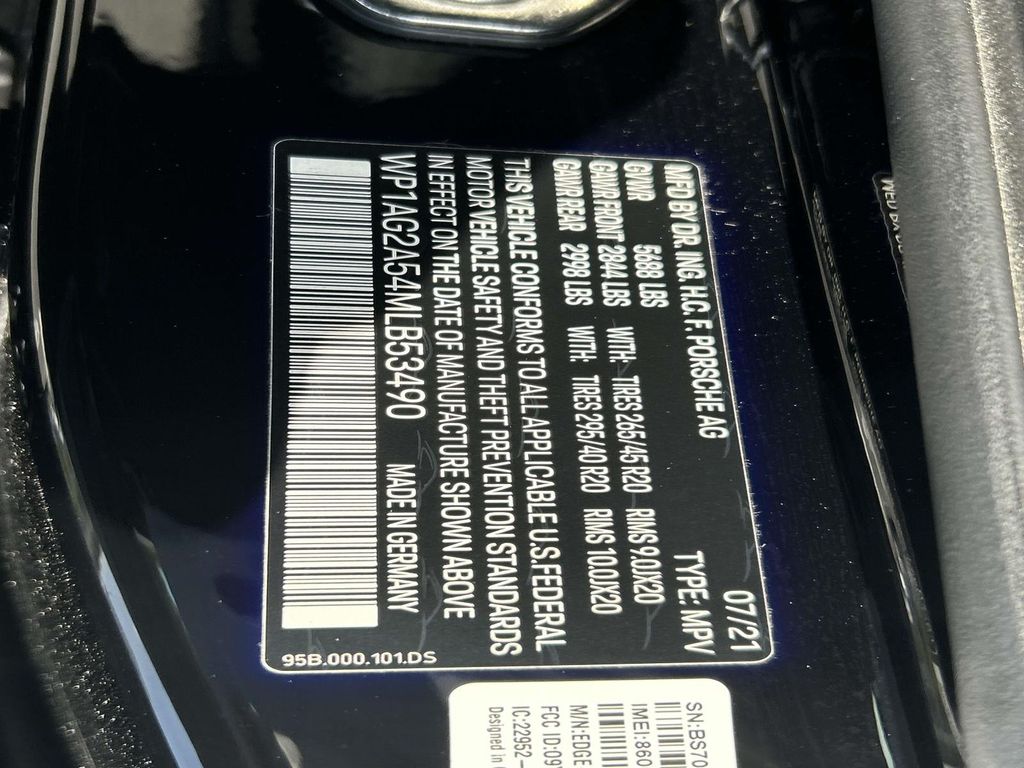 07/21
MFD BY DR. ING. H.C. F. PORSCHE AG TYPE: MPV
GVWR 5688 LBS
GAWR FRONT 2844 LBS WITH: TIRES 265/45 R20 RIMS 9.0JX20
GAWR REAR 2998 LBS WITH: TIRES 295/40 R20 RIMS 10.0JX20
THIS VEHICLE CONFORMS TO ALL APPLICABLE U.S. FEDERAL
MOTOR VEHICLE SAFETY AND THEFT PREVENTION STANDARDS
IN EFFECT ON THE DATE OF MANUFACTURE SHOWN ABOVE
WP1AG2A54MLB53490 MADE IN GERMANY
95B.000.101.DS
SN:BS70
IMEI:860
M/N:EDGE
FCC ID:09
IC:22952-
Designed in